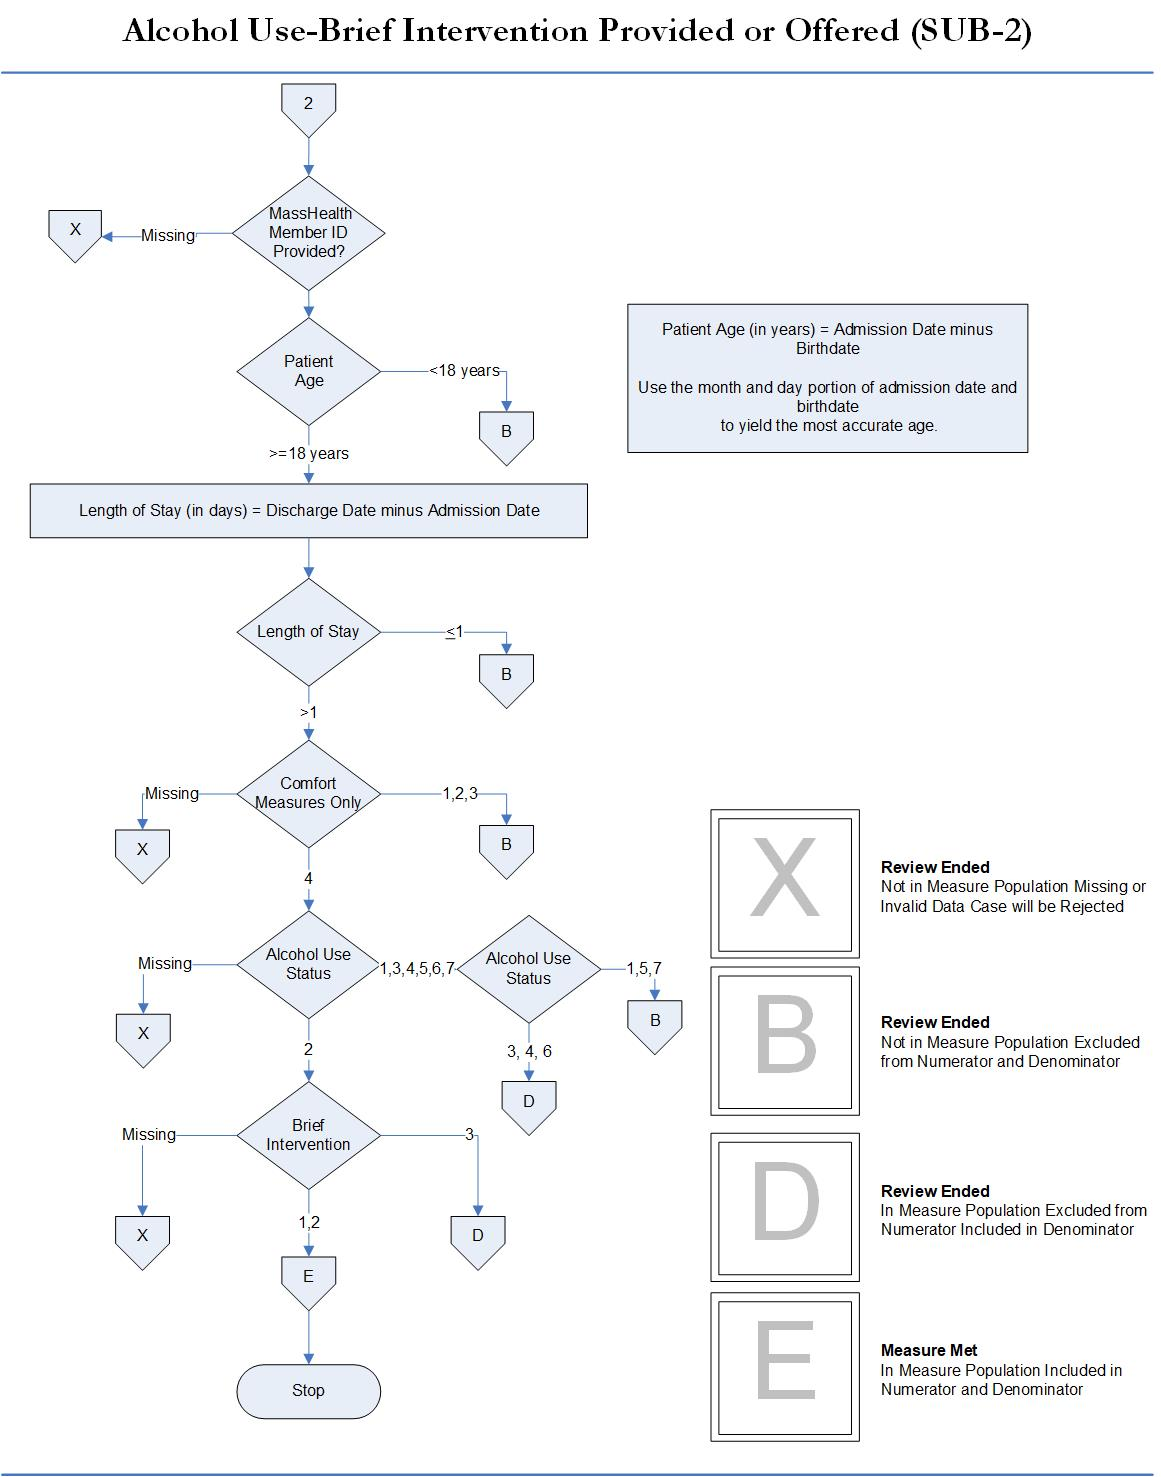 Alcohol Use-Brief Intervention Provided or Offered (SUB-2)
2
MassHealth
Member ID
Provided?
Missing
X
Patient
Age
<18 years
B
>=18 years
Patient Age (in years) = Admission Date minus
Birthdate
Use the month and day portion of admission date and
birthdate
to yield the most accurate age.
Length of Stay (in days) = Discharge Date minus Admission Date
Length of Stay
≤1
B
>1
Comfort
Measures Only
Missing
X
1,2,3
B
4
Alcohol Use
Status
Missing
X
1,3,4,5,6,7
Alcohol Use
Status
1,5,7
B
3, 4, 6
D
2
Brief
Intervention
Missing
X
3
D
1,2
E
Stop
X
Review Ended
Not in Measure Population Missing or
Invalid Data Case will be Rejected
B
Review Ended
Not in Measure Population Excluded
from Numerator and Denominator
D
Review Ended
In Measure Population Excluded from
Numerator Included in Denominator
E
Measure Met
In Measure Population Included in
Numerator and Denominator